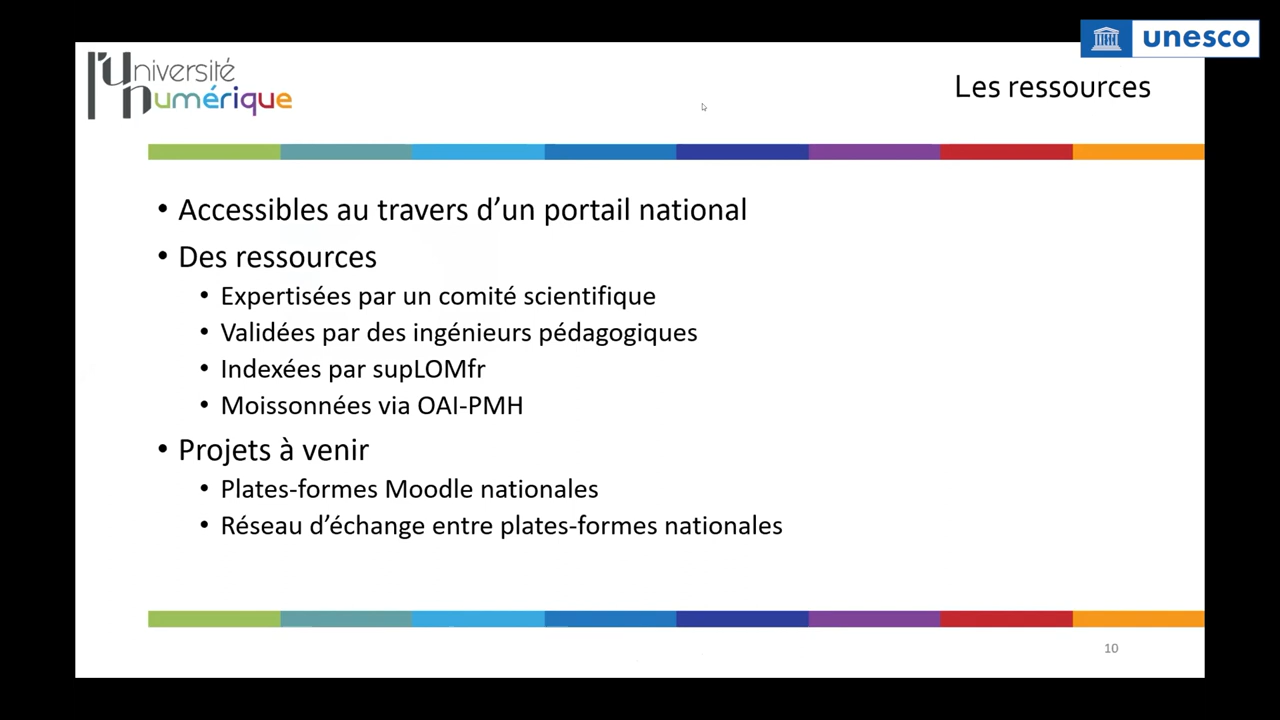 l'Université
numérique
unesco
Les ressources
• Accessibles au travers d’un portail national
• Des ressources
• Expertisées par un comité scientifique
• Validées par des ingénieurs pédagogiques
• Indexées par supLOMfr
• Moissonnées via OAI-PMH
• Projets à venir
• Plates-formes Moodle nationales
• Réseau d’échange entre plates-formes nationales
10